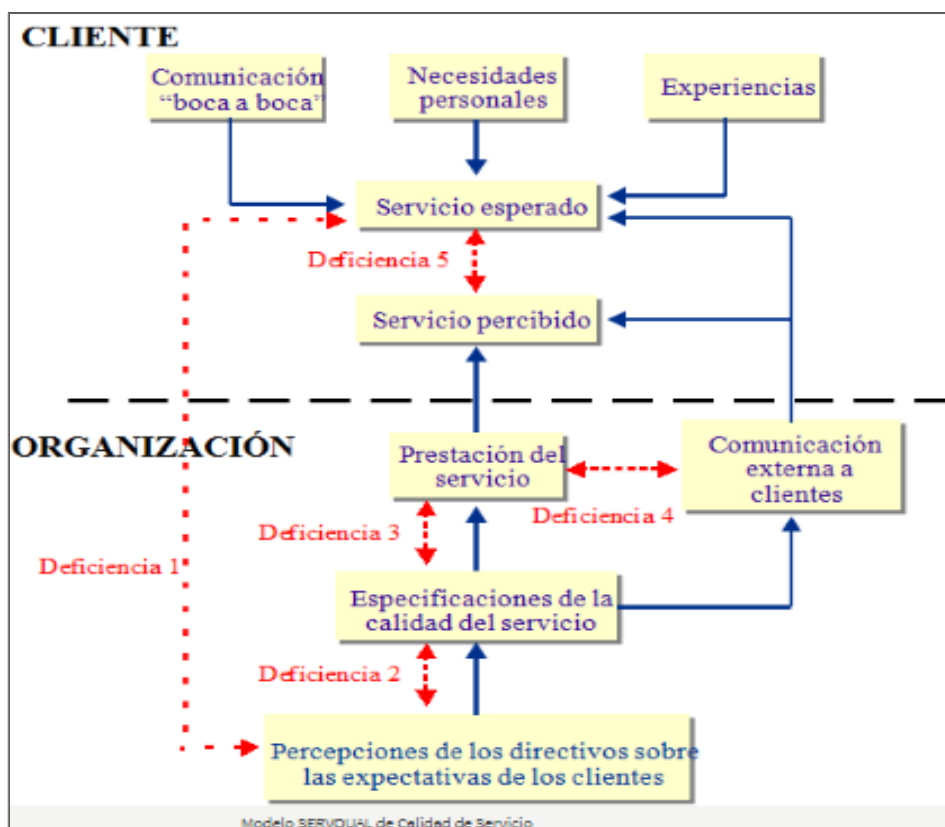 CLIENTE
Comunicación
“boca a boca”
Necesidades
personales
Experiencias
Servicio esperado
Deficiencia 5
Servicio percibido
ORGANIZACIÓN
Prestación del
servicio
Comunicación
externa a
clientes
Deficiencia 4
Deficiencia 3
Deficiencia 1
Especificaciones de la
calidad del servicio
Deficiencia 2
Percepciones de los directivos sobre
las expectativas de los clientes
Modelo SERVQUAL de Calidad de Servicio